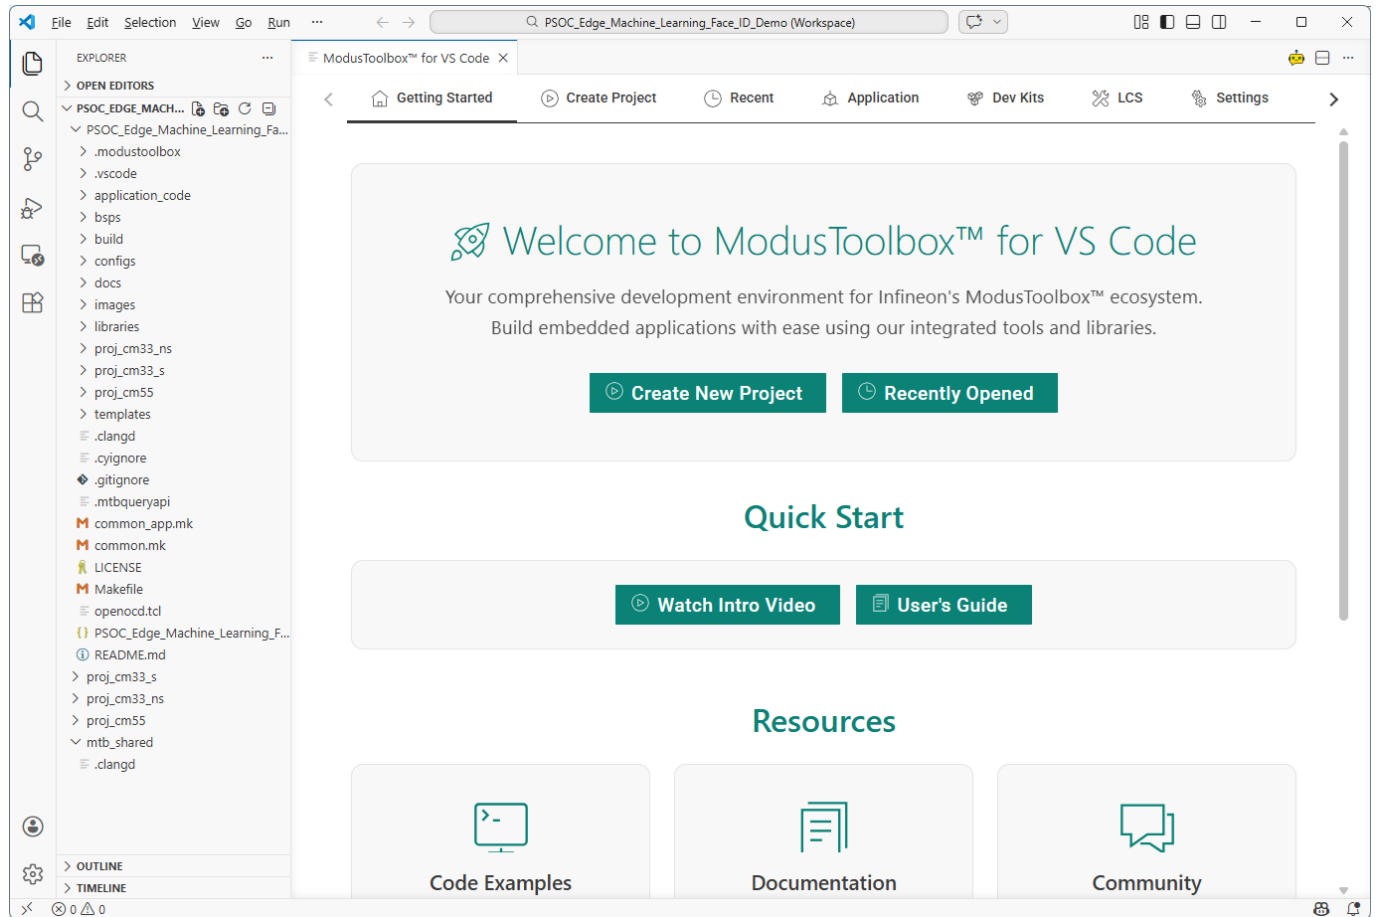 File Edit Selection View Go Run ···
PSOC_Edge_Machine_Learning_Face_ID_Demo (Workspace)
EXPLORER
OPEN EDITORS
PSOC_EDGE_MACH...
PSOC_Edge_Machine_Learning_Fa...
.modustoolbox
.vscode
application_code
bsps
build
configs
docs
images
libraries
proj_cm33_ns
proj_cm33_s
proj_cm55
templates
.clangd
.cyignore
.gitignore
.mtbqueryapi
common_app.mk
common.mk
LICENSE
Makefile
openocd.tcl
PSOC_Edge_Machine_Learning_F...
README.md
proj_cm33_s
proj_cm33_ns
proj_cm55
mtb_shared
.clangd
OUTLINE
TIMELINE
ModusToolbox™ for VS Code
Getting Started Create Project Recent Application Dev Kits LCS Settings
Welcome to ModusToolbox™ for VS Code
Your comprehensive development environment for Infineon's ModusToolbox™ ecosystem.
Build embedded applications with ease using our integrated tools and libraries.
Create New Project Recently Opened
Quick Start
Watch Intro Video User's Guide
Resources
Code Examples Documentation Community
0 0